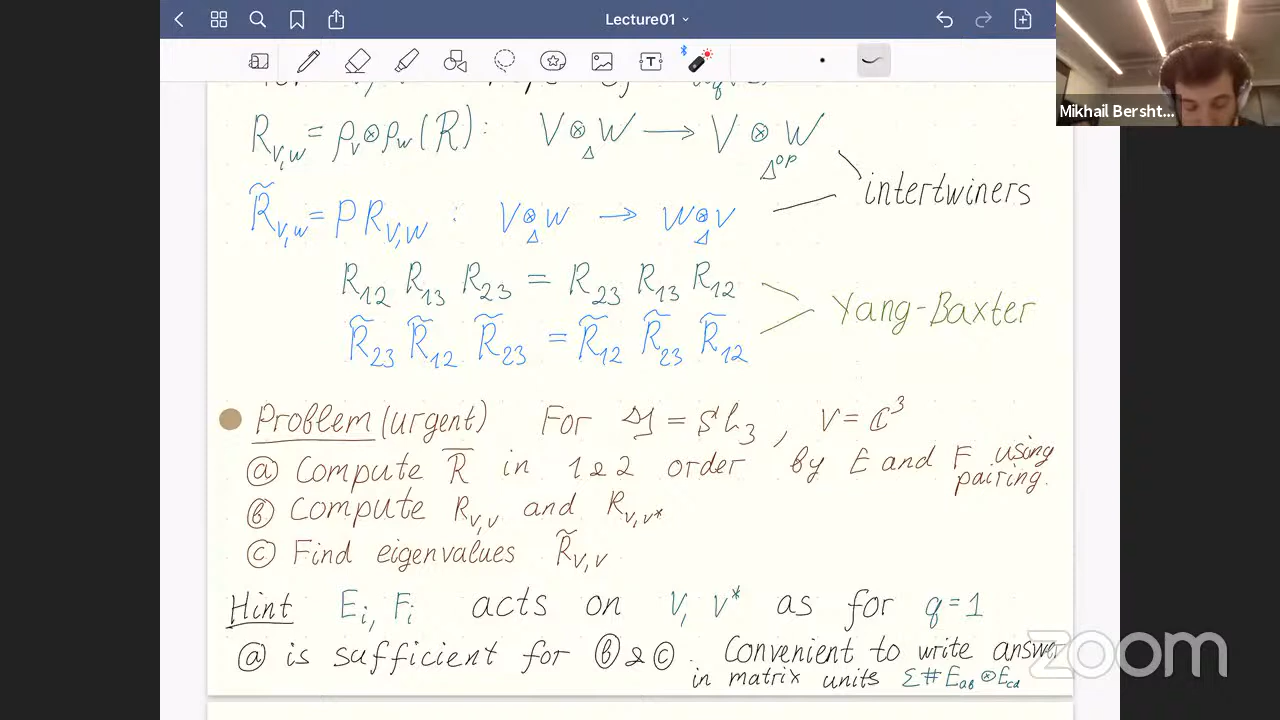 Lecture01
Mikhail Bersht...
R_{V,W} = ρ_V ⊗ ρ_W (R) : V ⊗_Δ W ⟶ V ⊗_{Δ^{op}} W
intertwiners
R̃_{V,W} = P R_{V,W} : V ⊗_Δ W → W ⊗_Δ V
R_{12} R_{13} R_{23} = R_{23} R_{13} R_{12}
Yang-Baxter
R̃_{23} R̃_{12} R̃_{23} = R̃_{12} R̃_{23} R̃_{12}
Problem (urgent) For 𝔤 = sl_3, V = ℂ^3
ⓐ Compute R̅ in 1 & 2 order by E and F using pairing.
ⓑ Compute R_{V,V} and R_{V,V*}
ⓒ Find eigenvalues R̃_{V,V}
Hint E_i, F_i acts on V, V* as for q=1
ⓐ is sufficient for ⓑ & ⓒ. Convenient to write answer
in matrix units Σ # E_{ab} ⊗ E_{cd}
zoom